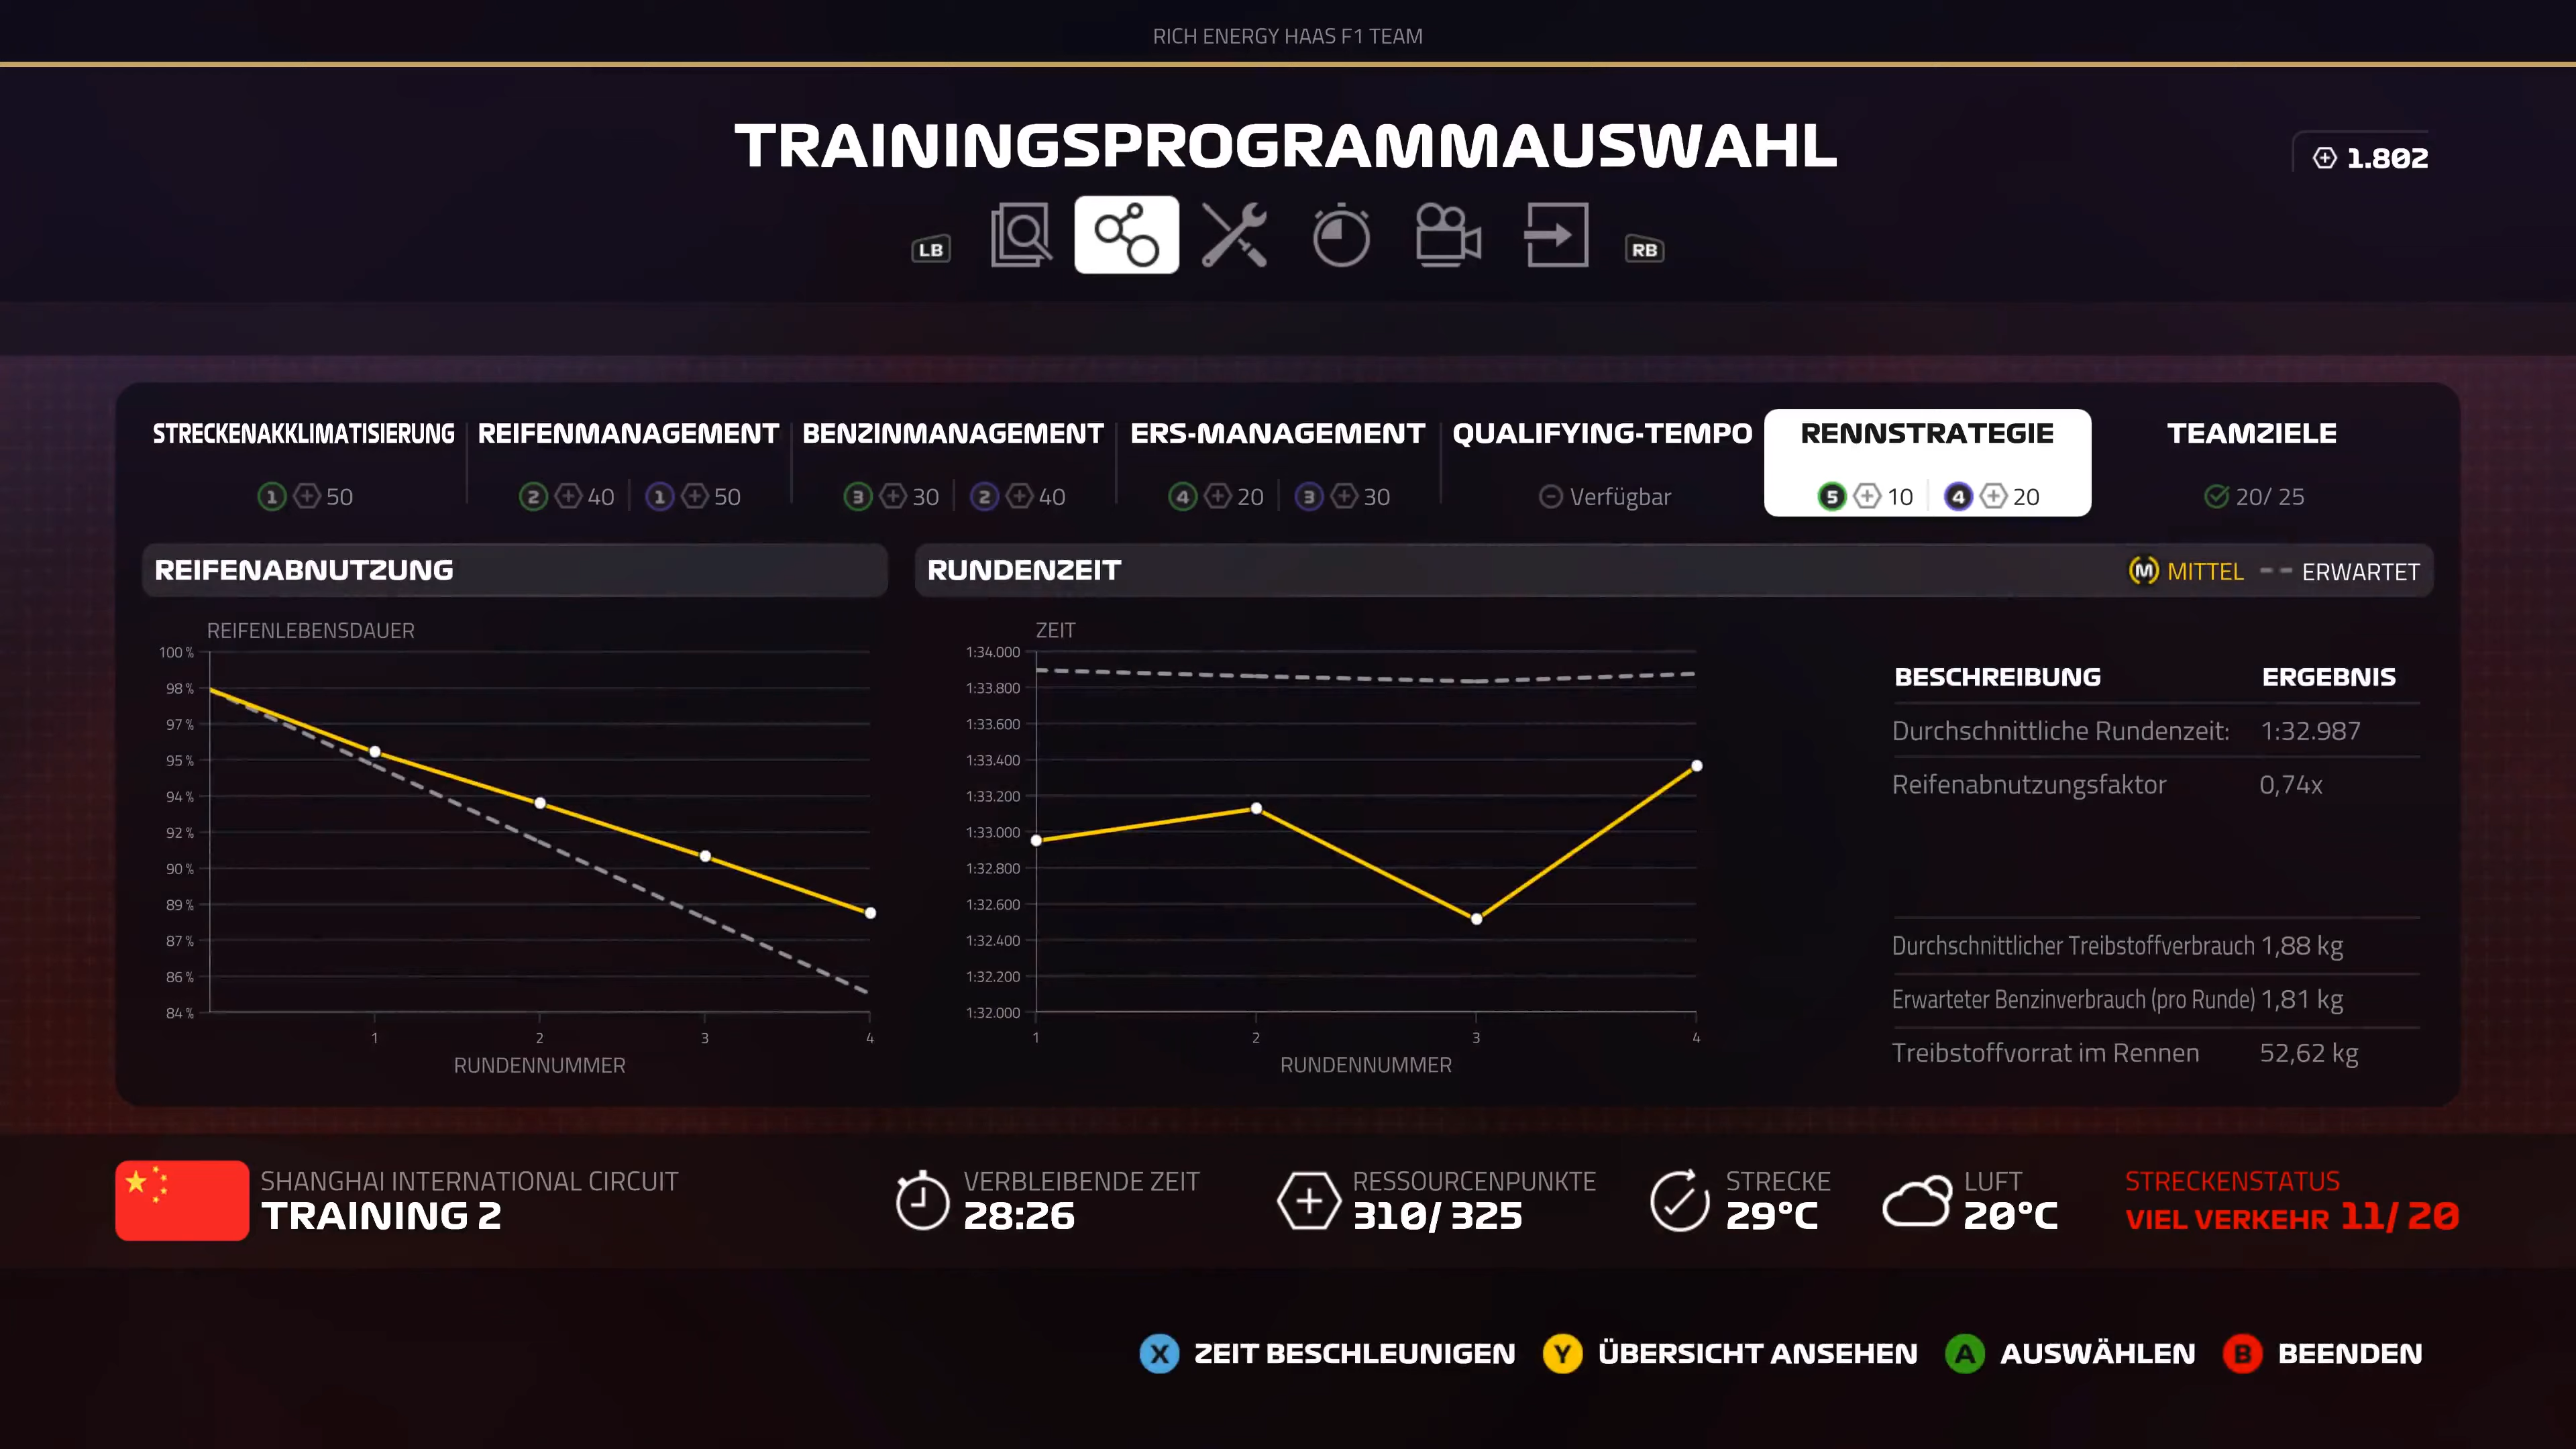 RICH ENERGY HAAS F1 TEAM
TRAININGSPROGRAMMAUSWAHL
1.802
LB
RB
STRECKENAKKLIMATISIERUNG
1 50
REIFENMANAGEMENT
2 40 1 50
BENZINMANAGEMENT
3 30 2 40
ERS-MANAGEMENT
4 20 3 30
QUALIFYING-TEMPO
Verfügbar
RENNSTRATEGIE
5 10 4 20
TEAMZIELE
20/ 25
REIFENABNUTZUNG
REIFENLEBENSDAUER
100 %
98 %
97 %
95 %
94 %
92 %
90 %
89 %
87 %
86 %
84 %
1 2 3 4
RUNDENNUMMER
RUNDENZEIT
M MITTEL -- ERWARTET
ZEIT
1:34.000
1:33.800
1:33.600
1:33.400
1:33.200
1:33.000
1:32.800
1:32.600
1:32.400
1:32.200
1:32.000
1 2 3 4
RUNDENNUMMER
BESCHREIBUNG ERGEBNIS
Durchschnittliche Rundenzeit: 1:32.987
Reifenabnutzungsfaktor 0,74x
Durchschnittlicher Treibstoffverbrauch 1,88 kg
Erwarteter Benzinverbrauch (pro Runde) 1,81 kg
Treibstoffvorrat im Rennen 52,62 kg
SHANGHAI INTERNATIONAL CIRCUIT
TRAINING 2
VERBLEIBENDE ZEIT
28:26
RESSOURCENPUNKTE
310/ 325
STRECKE
29°C
LUFT
20°C
STRECKENSTATUS
VIEL VERKEHR 11/ 20
X ZEIT BESCHLEUNIGEN Y ÜBERSICHT ANSEHEN A AUSWÄHLEN B BEENDEN